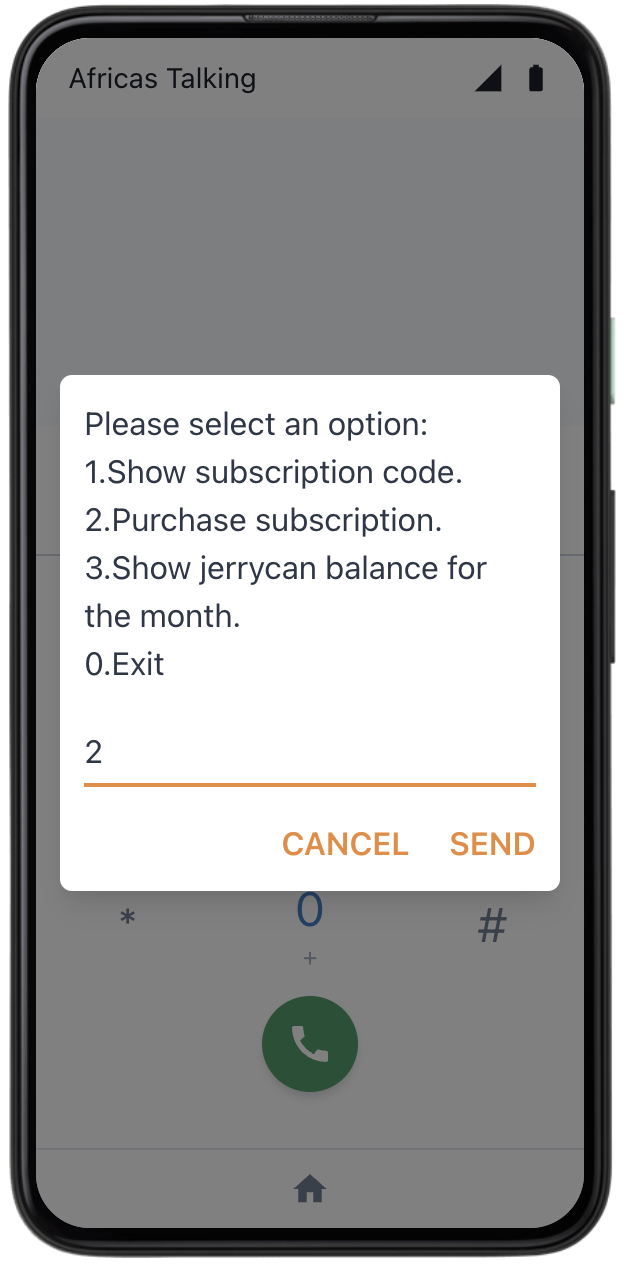 Africas Talking
Please select an option:
1.Show subscription code.
2.Purchase subscription.
3.Show jerrycan balance for
the month.
0.Exit
2
CANCEL SEND
* 0 #
+